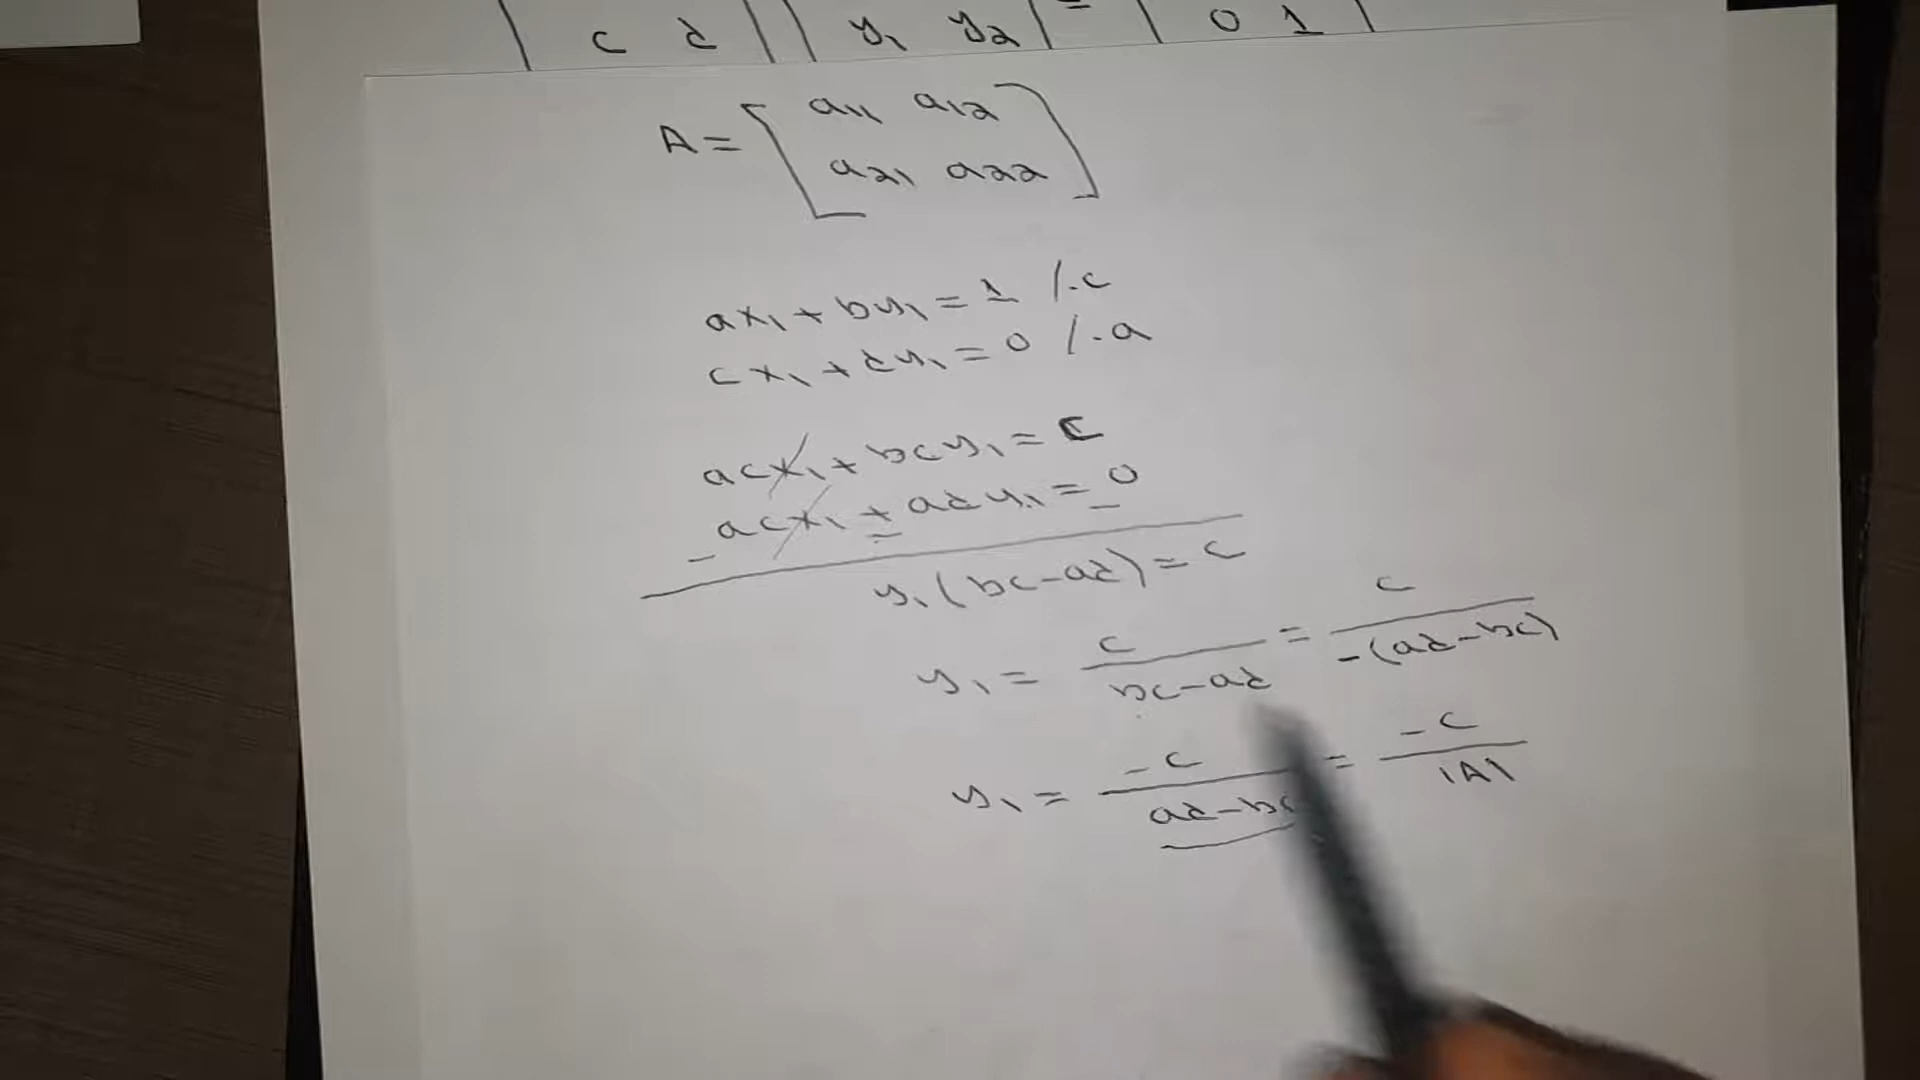 | c d | | y₁ y₂ | = | 0 1 |
A = [ a₁₁ a₁₂
a₂₁ a₂₂ ]
ax₁ + by₁ = 1 /·c
cx₁ + dy₁ = 0 /·a
acx₁ + bcy₁ = c
- acx₁ ± ady₁ = 0 -
y₁(bc-ad) = c
y₁ = c / (bc-ad) = c / -(ad-bc)
y₁ = -c / (ad-bc = -c / |A|